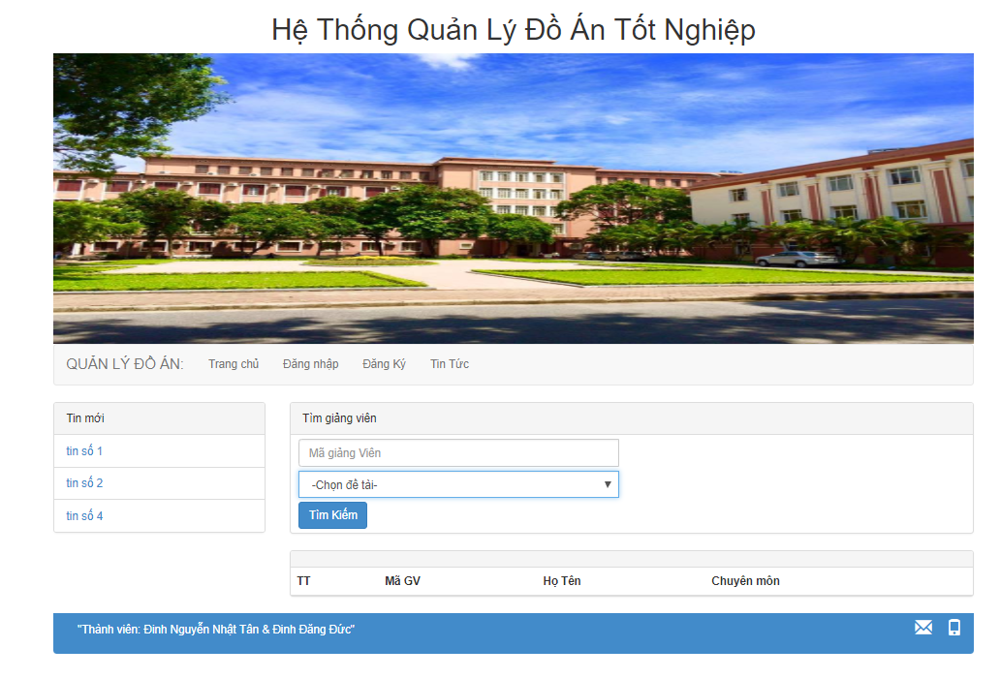 Hệ Thống Quản Lý Đồ Án Tốt Nghiệp
QUẢN LÝ ĐỒ ÁN: Trang chủ Đăng nhập Đăng Ký Tin Tức
Tin mới
tin số 1
tin số 2
tin số 4
Tìm giảng viên
Mã giảng Viên
-Chọn đề tài-
Tìm Kiếm
TT Mã GV Họ Tên Chuyên môn
"Thành viên: Đinh Nguyễn Nhật Tân & Đinh Đăng Đức"